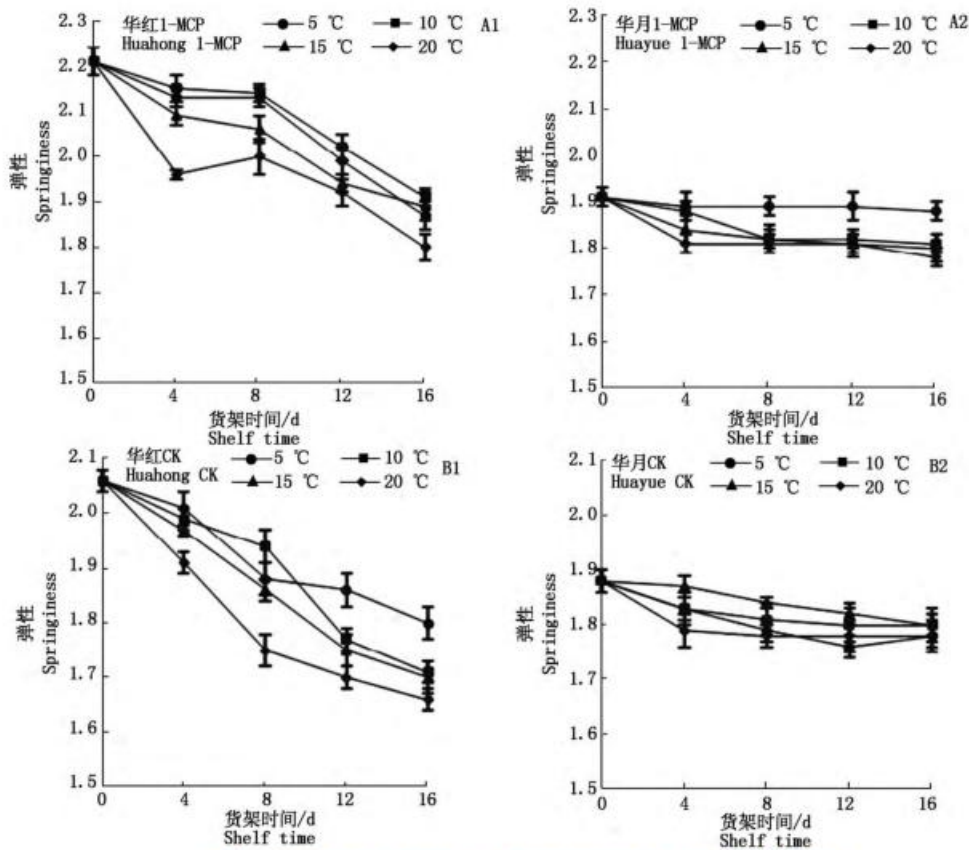 华红1-MCP
Huahong 1-MCP
5 ℃
10 ℃
15 ℃
20 ℃
A1
弹性
Springiness
2.3
2.2
2.1
2.0
1.9
1.8
1.7
1.6
1.5
0
4
8
12
16
货架时间/d
Shelf time
华月1-MCP
Huayue 1-MCP
5 ℃
10 ℃
15 ℃
20 ℃
A2
弹性
Springiness
2.3
2.2
2.1
2.0
1.9
1.8
1.7
1.6
1.5
0
4
8
12
16
货架时间/d
Shelf time
华红CK
Huahong CK
5 ℃
10 ℃
15 ℃
20 ℃
B1
弹性
Springiness
2.1
2.0
1.9
1.8
1.7
1.6
1.5
0
4
8
12
16
货架时间/d
Shelf time
华月CK
Huayue CK
5 ℃
10 ℃
15 ℃
20 ℃
B2
弹性
Springiness
2.1
2.0
1.9
1.8
1.7
1.6
1.5
0
4
8
12
16
货架时间/d
Shelf time